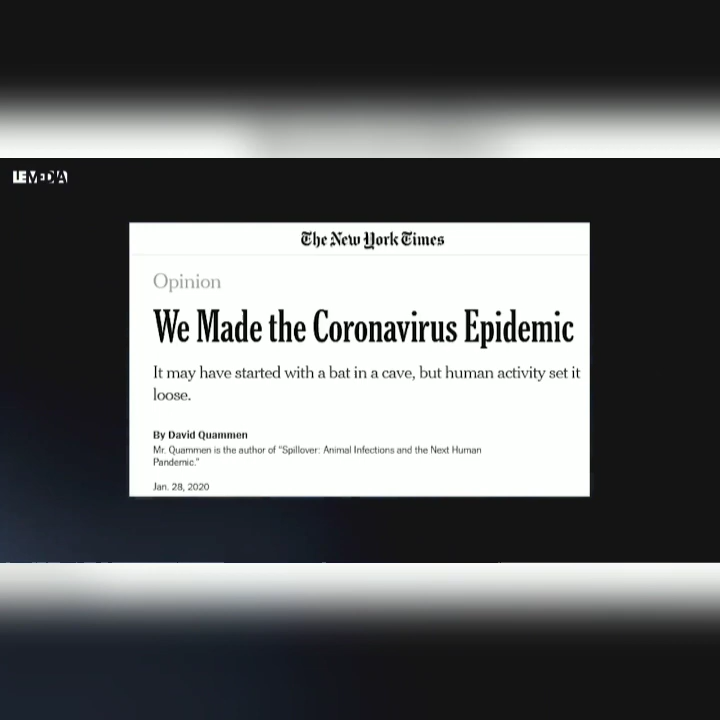 LEMEDIA
The New York Times
Opinion
We Made the Coronavirus Epidemic
It may have started with a bat in a cave, but human activity set it
loose.
By David Quammen
Mr. Quammen is the author of “Spillover: Animal Infections and the Next Human
Pandemic.”
Jan. 28, 2020